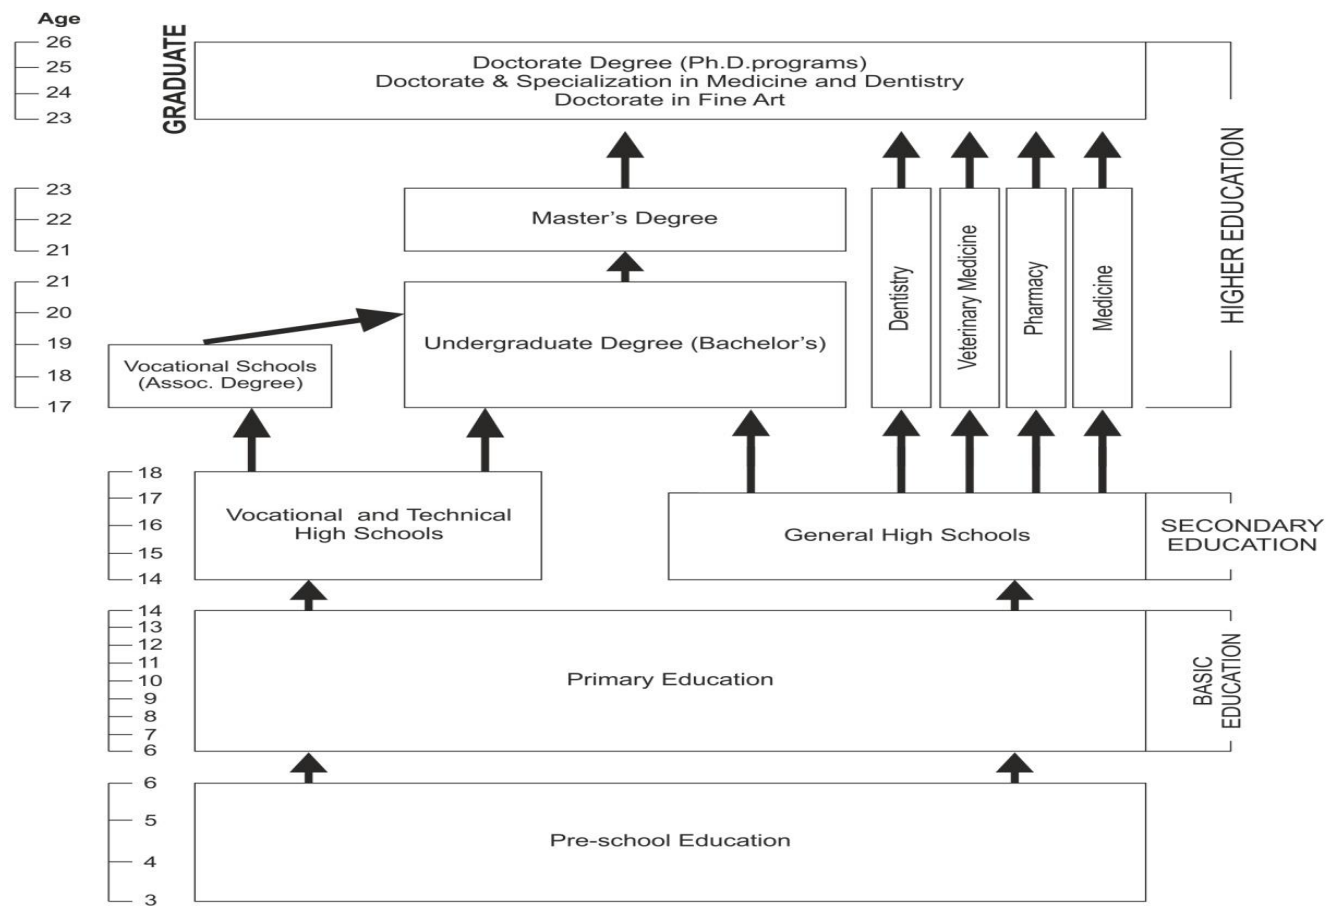 Age
26
25
24
23
GRADUATE
Doctorate Degree (Ph.D.programs)
Doctorate & Specialization in Medicine and Dentistry
Doctorate in Fine Art
HIGHER EDUCATION
23
22
21
Master's Degree
21
20
19
18
17
Vocational Schools
(Assoc. Degree)
Undergraduate Degree (Bachelor's)
Dentistry
Veterinary Medicine
Pharmacy
Medicine
18
17
16
15
14
Vocational and Technical
High Schools
General High Schools
SECONDARY
EDUCATION
14
13
12
11
10
9
8
7
6
Primary Education
BASIC
EDUCATION
6
5
4
3
Pre-school Education